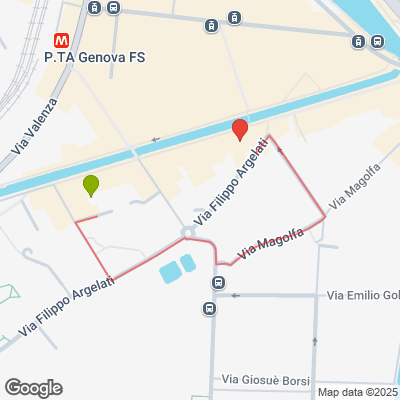 M
P.TA Genova FS
Via Valenza
Via Filippo Argelati
Via Magolfa
Via Magolfa
Via Filippo Argelati
Via Emilio Gol
Via Giosuè Borsi
Google
Map data ©2025